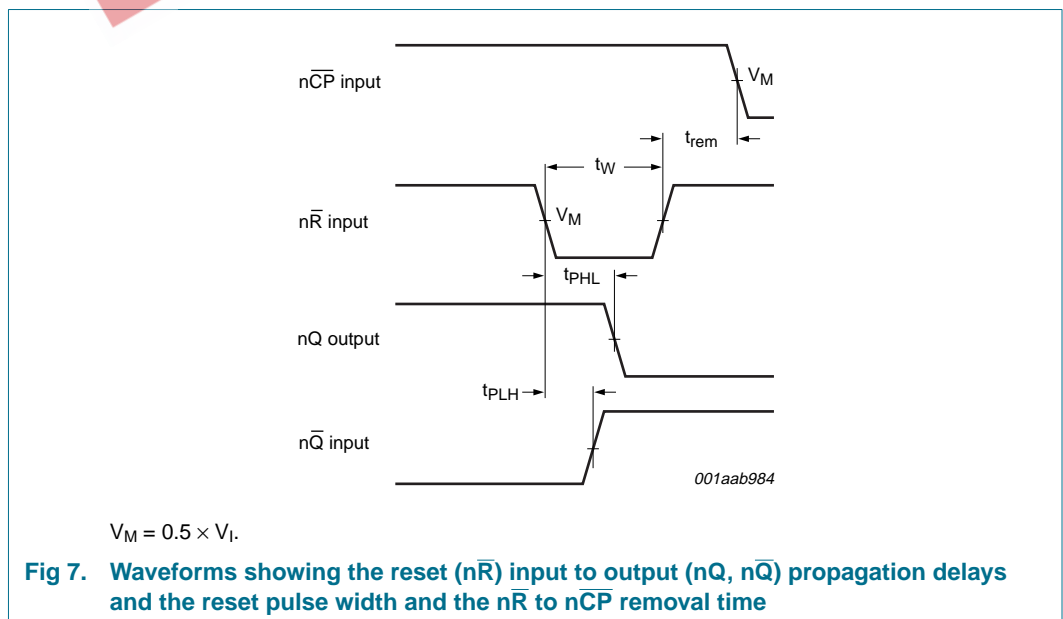 nC̅P̅ input
V_M
t_rem
t_W
nR̅ input
V_M
t_PHL
nQ output
t_PLH
nQ̅ input
001aab984
V_M = 0.5 × V_I.
Fig 7. Waveforms showing the reset (nR̅) input to output (nQ, nQ̅) propagation delays
and the reset pulse width and the nR̅ to nC̅P̅ removal time